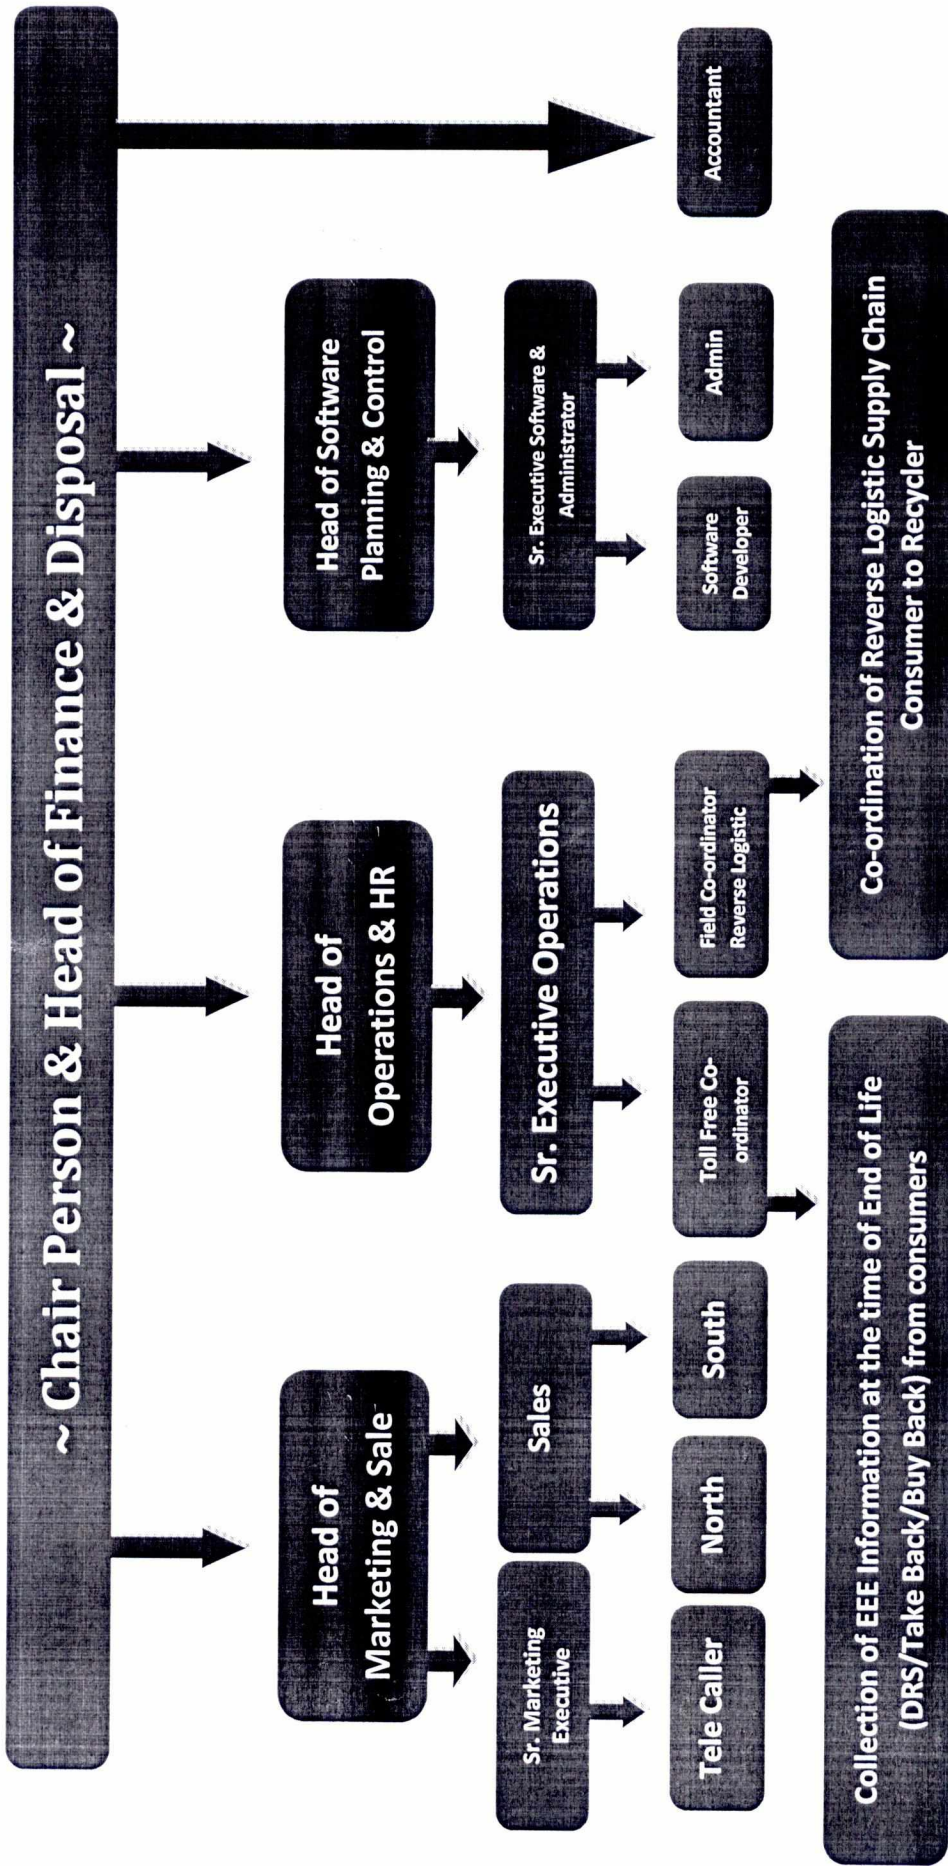 ~ Chair Person & Head of Finance & Disposal ~
Head of
Marketing & Sale
Head of
Operations & HR
Head of Software
Planning & Control
Sr. Marketing
Executive
Sales
Sr. Executive Operations
Sr. Executive Software &
Administrator
Tele Caller
North
South
Toll Free Co-
ordinator
Field Co-ordinator
Reverse Logistic
Software
Developer
Admin
Accountant
Collection of EEE Information at the time of End of Life
(DRS/Take Back/Buy Back) from consumers
Co-ordination of Reverse Logistic Supply Chain
Consumer to Recycler